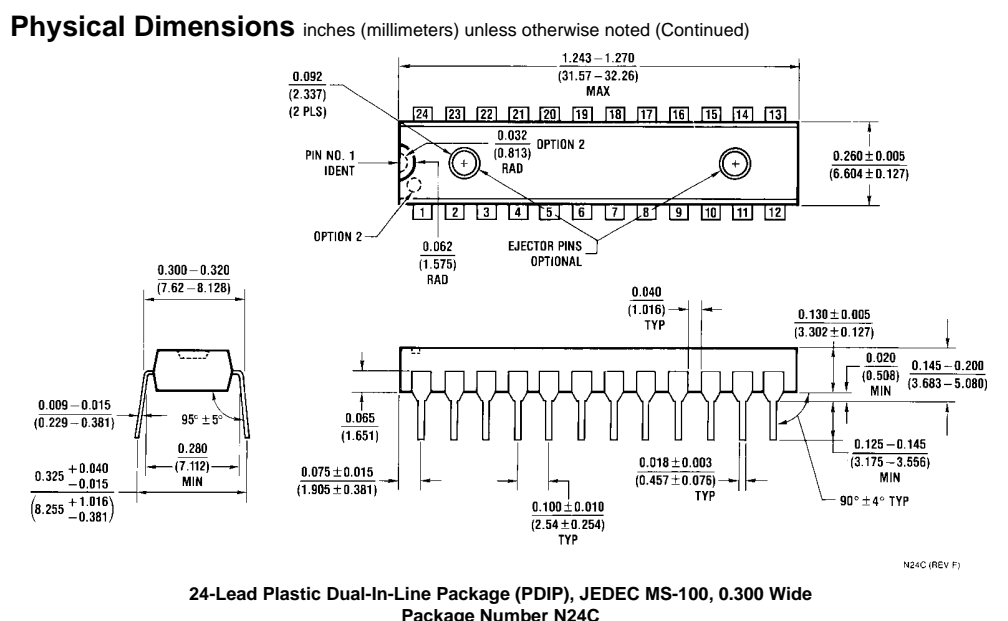 Physical Dimensions inches (millimeters) unless otherwise noted (Continued)
1.243 – 1.270
(31.57 – 32.26)
MAX
0.092
(2.337)
(2 PLS)
24 23 22 21 20 19 18 17 16 15 14 13
0.032
(0.813)
RAD
OPTION 2
PIN NO. 1
IDENT
0.260 ± 0.005
(6.604 ± 0.127)
1 2 3 4 5 6 7 8 9 10 11 12
OPTION 2
0.062
(1.575)
RAD
EJECTOR PINS
OPTIONAL
0.300 – 0.320
(7.62 – 8.128)
0.040
(1.016)
TYP
0.130 ± 0.005
(3.302 ± 0.127)
0.020
(0.508)
MIN
0.145 – 0.200
(3.683 – 5.080)
0.009 – 0.015
(0.229 – 0.381)
95° ± 5°
0.280
(7.112)
MIN
0.065
(1.651)
0.125 – 0.145
(3.175 – 3.556)
MIN
0.325 +0.040
–0.015
(8.255 +1.016
–0.381)
0.075 ± 0.015
(1.905 ± 0.381)
0.018 ± 0.003
(0.457 ± 0.076)
TYP
0.100 ± 0.010
(2.54 ± 0.254)
TYP
90° ± 4° TYP
N24C (REV F)
24-Lead Plastic Dual-In-Line Package (PDIP), JEDEC MS-100, 0.300 Wide
Package Number N24C